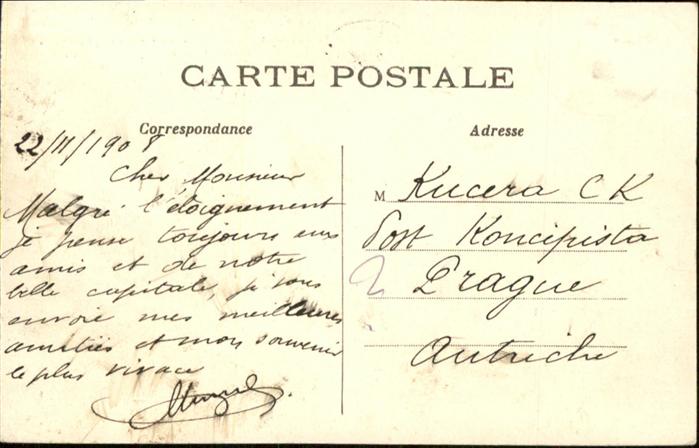 CARTE POSTALE
Correspondance
Adresse
22/11/1908
Cher Monsieur
Malgré l'éloignement
je pense toujours aux
amis et de notre
belle capitale, je vous
envoie mes meilleures
amitiés et mon souvenir
le plus vivace
M Kucera C K
Post Koncipista
Prague
Autriche